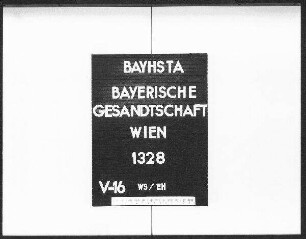 BAYHSTA
BAYERISCHE
GESANDTSCHAFT
WIEN
1328
V-16 WS/EH